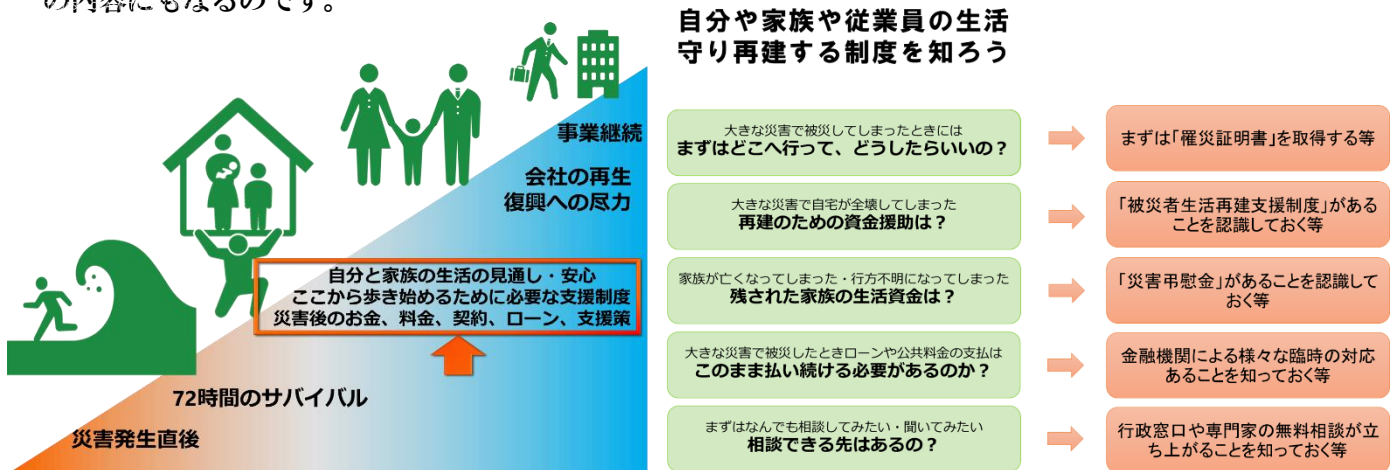 の内容にもなるのです。
事業継続
会社の再生
復興への尽力
自分と家族の生活の見通し・安心
ここから歩き始めるために必要な支援制度
災害後のお金、料金、契約、ローン、支援策
72時間のサバイバル
災害発生直後
自分や家族や従業員の生活
守り再建する制度を知ろう
大きな災害で被災してしまったときには
まずはどこへ行って、どうしたらいいの？
まずは「罹災証明書」を取得する等
大きな災害で自宅が全壊してしまった
再建のための資金援助は？
「被災者生活再建支援制度」がある
ことを認識しておく等
家族が亡くなってしまった・行方不明になってしまった
残された家族の生活資金は？
「災害弔慰金」があることを認識して
おく等
大きな災害で被災したときローンや公共料金の支払は
このまま払い続ける必要があるのか？
金融機関による様々な臨時の対応
あることを知っておく等
まずはなんでも相談してみたい・聞いてみたい
相談できる先はあるの？
行政窓口や専門家の無料相談が立
ち上がることを知っておく等